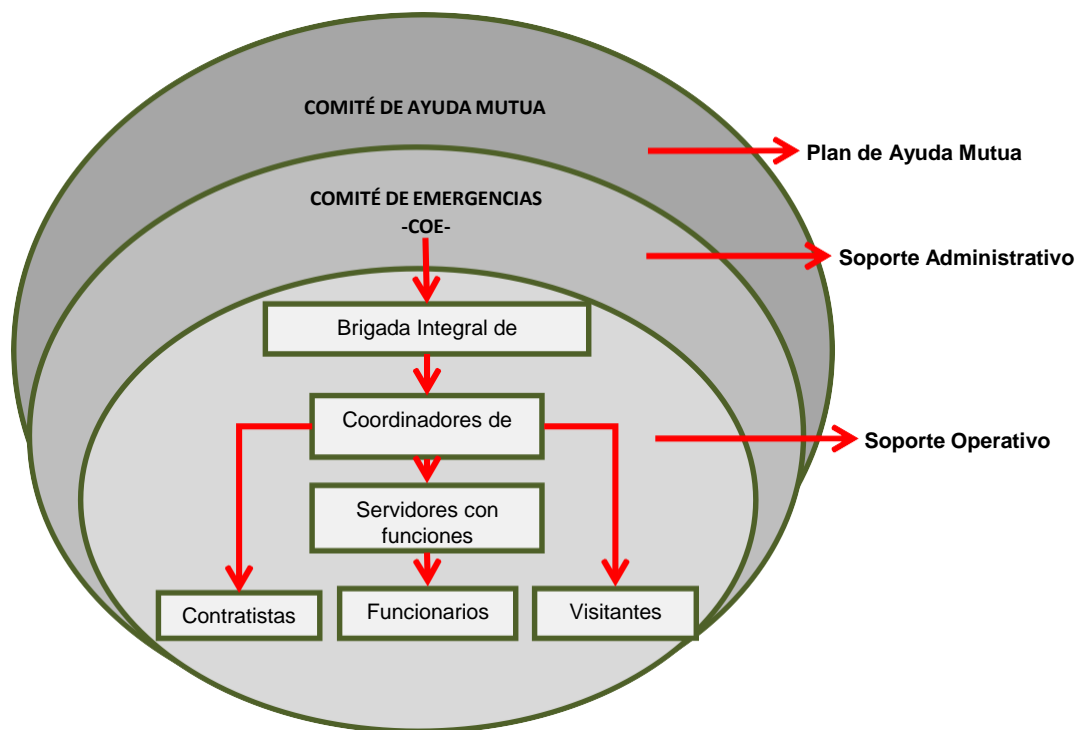 COMITÉ DE AYUDA MUTUA
Plan de Ayuda Mutua
COMITÉ DE EMERGENCIAS
-COE-
Soporte Administrativo
Brigada Integral de
Coordinadores de
Soporte Operativo
Servidores con
funciones
Contratistas
Funcionarios
Visitantes